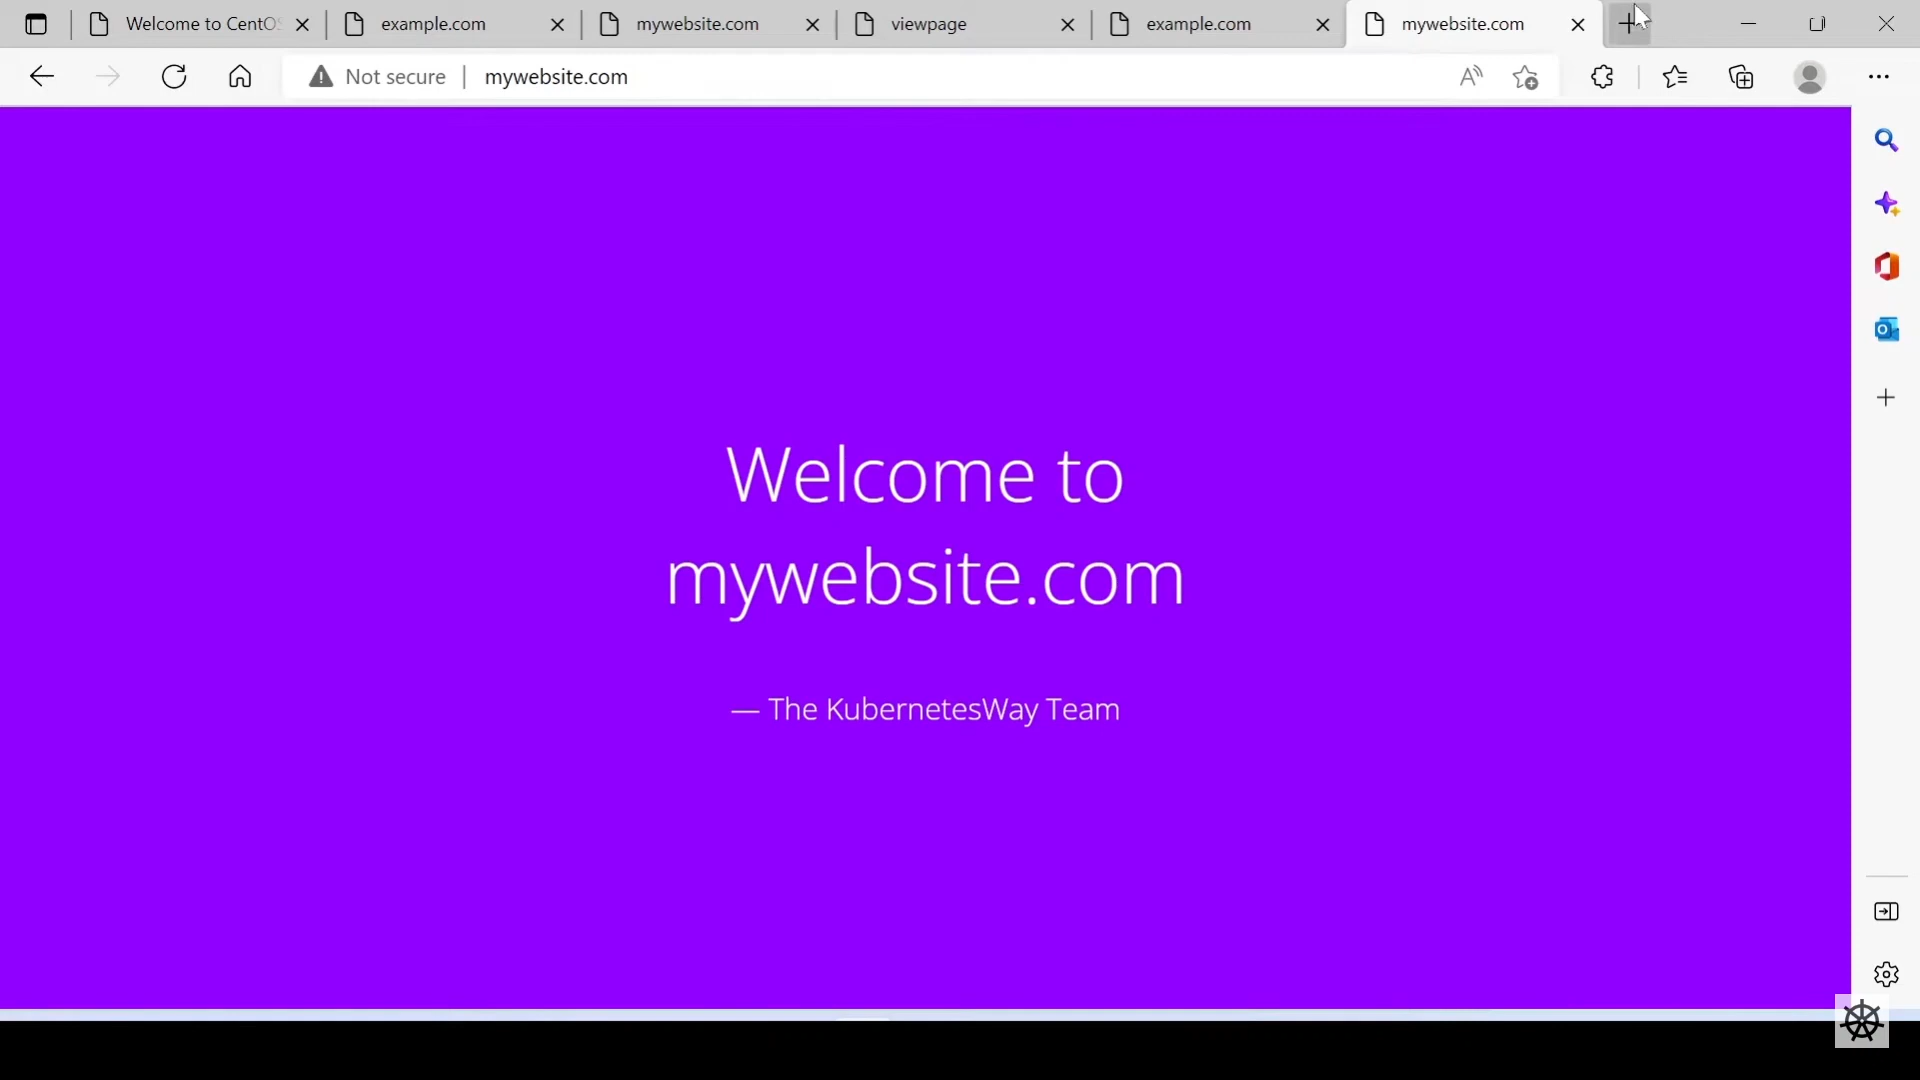 Welcome to CentOS
example.com
mywebsite.com
viewpage
example.com
mywebsite.com
Not secure
mywebsite.com
Welcome to
mywebsite.com
— The KubernetesWay Team